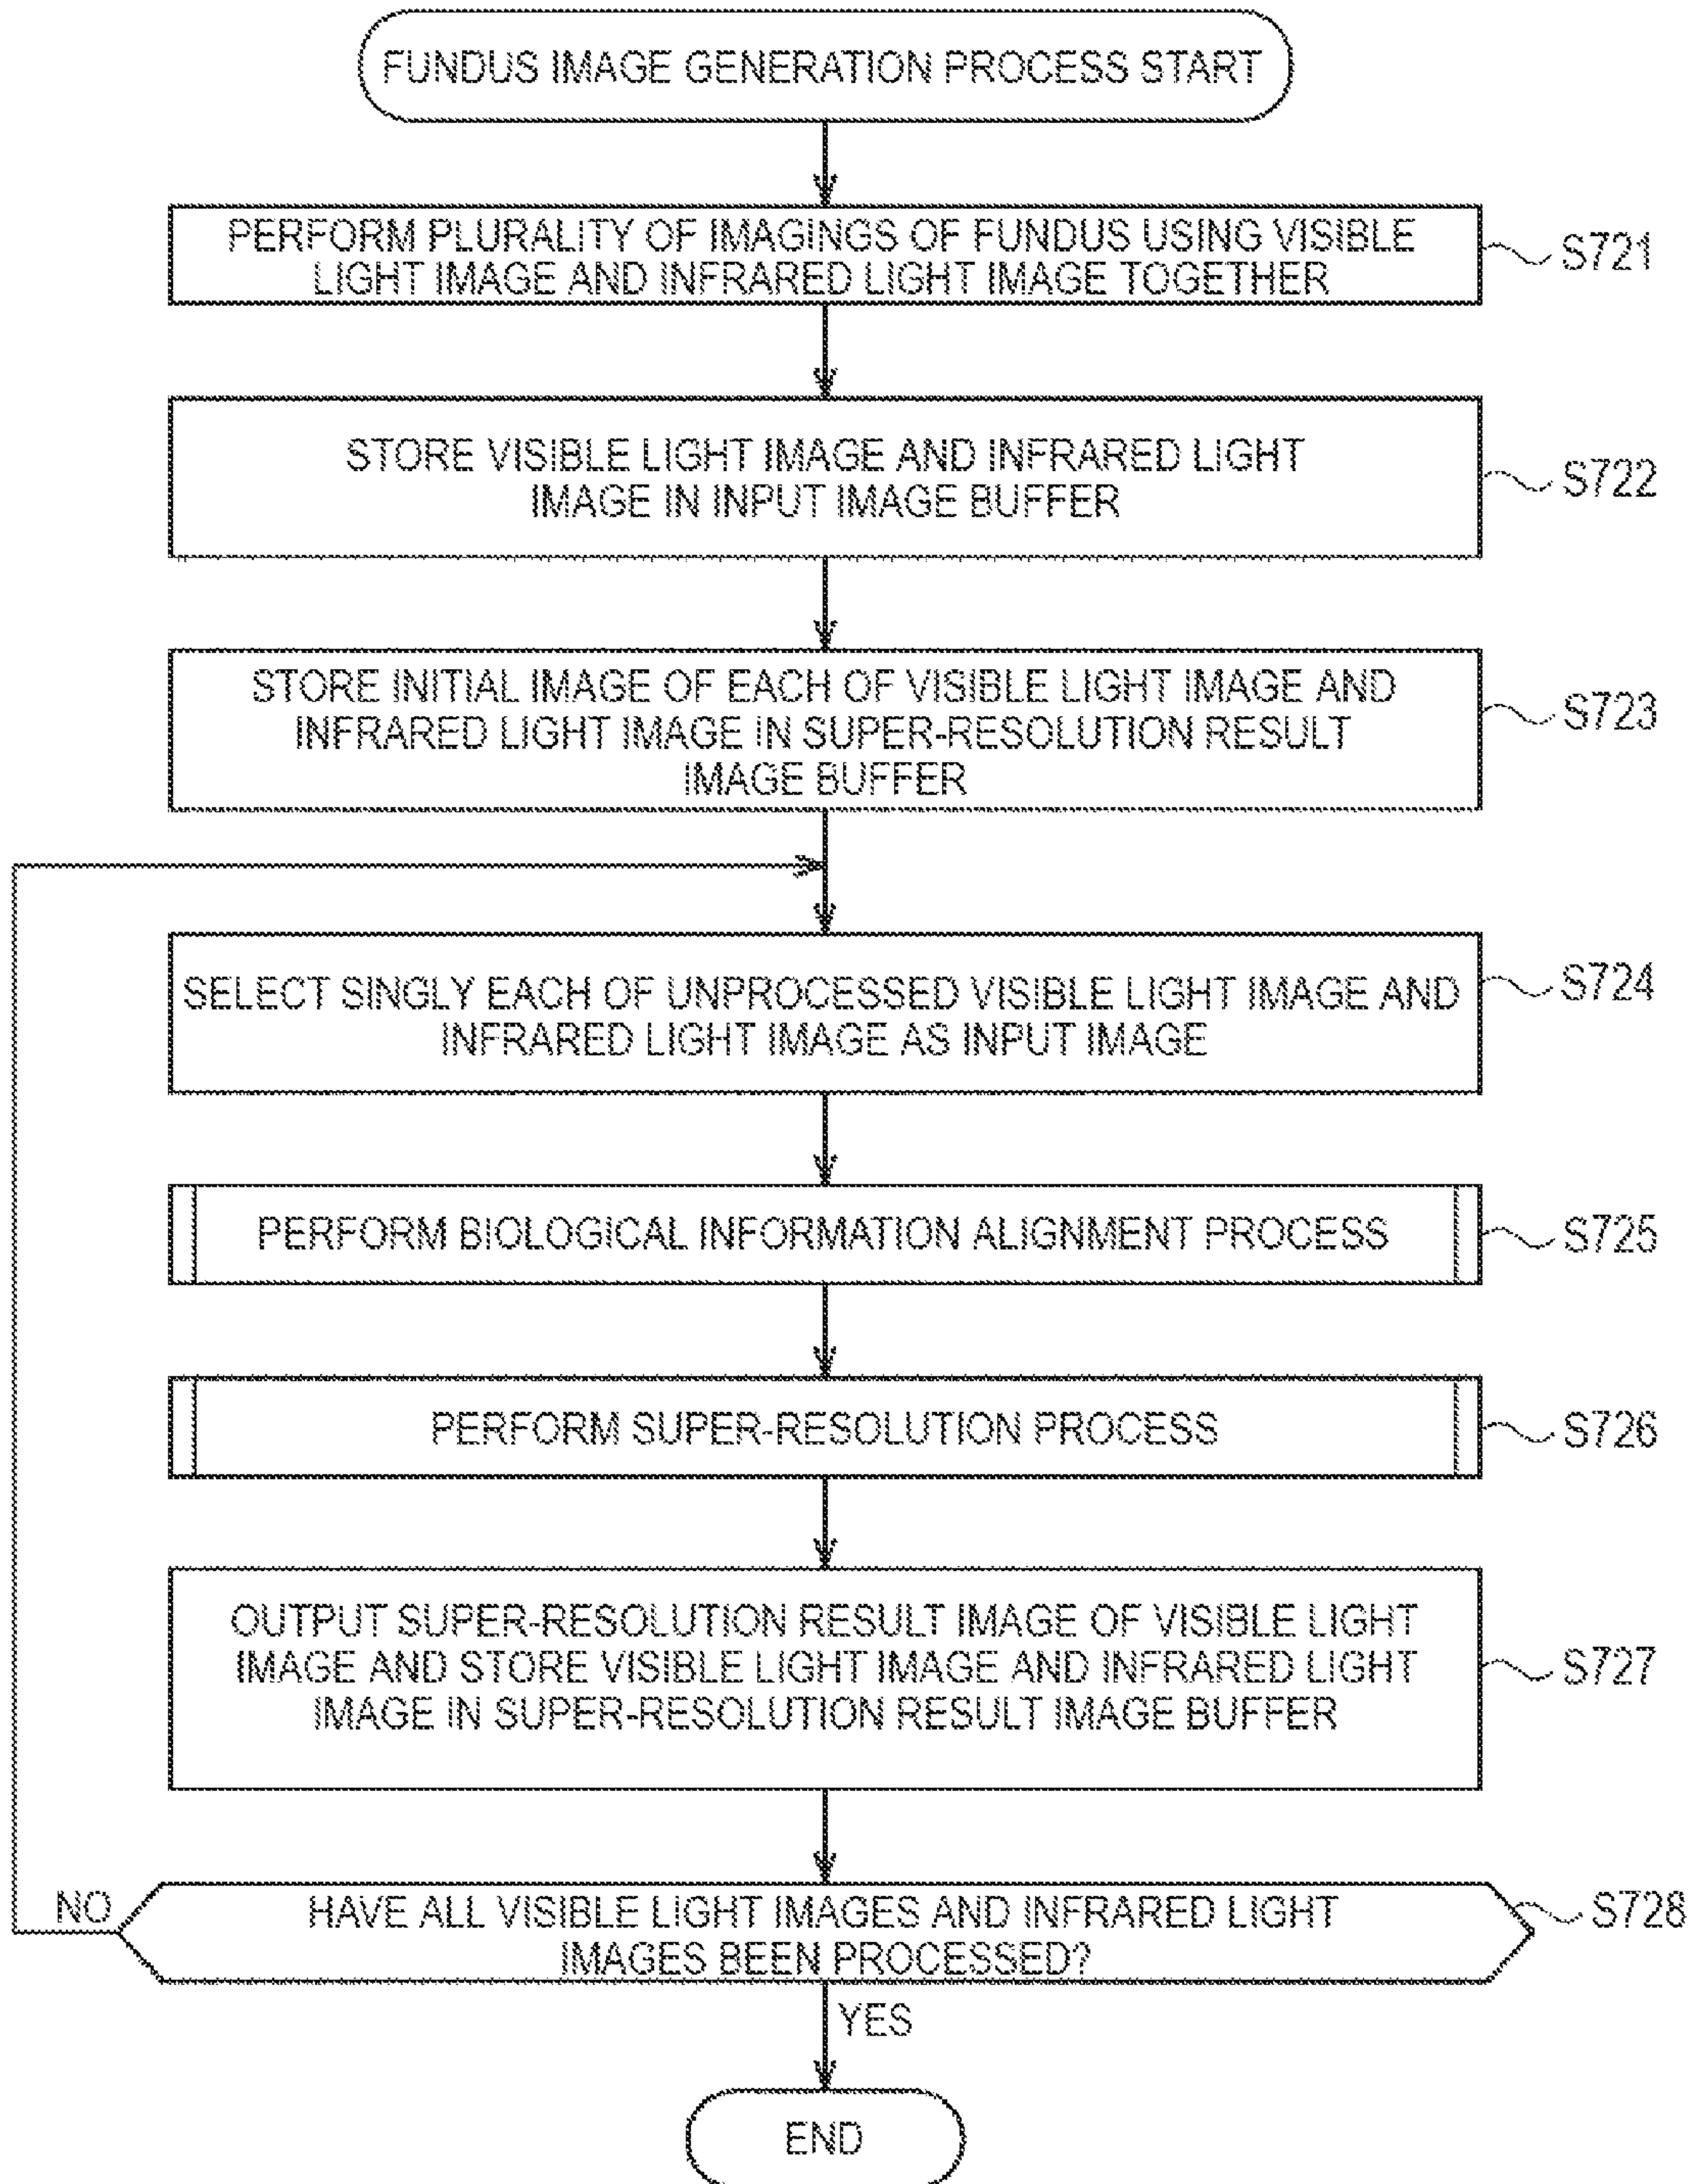 FUNDUS IMAGE GENERATION PROCESS START
PERFORM PLURALITY OF IMAGINGS OF FUNDUS USING VISIBLE
LIGHT IMAGE AND INFRARED LIGHT IMAGE TOGETHER
S721
STORE VISIBLE LIGHT IMAGE AND INFRARED LIGHT
IMAGE IN INPUT IMAGE BUFFER
S722
STORE INITIAL IMAGE OF EACH OF VISIBLE LIGHT IMAGE AND
INFRARED LIGHT IMAGE IN SUPER-RESOLUTION RESULT
IMAGE BUFFER
S723
SELECT SINGLY EACH OF UNPROCESSED VISIBLE LIGHT IMAGE AND
INFRARED LIGHT IMAGE AS INPUT IMAGE
S724
PERFORM BIOLOGICAL INFORMATION ALIGNMENT PROCESS
S725
PERFORM SUPER-RESOLUTION PROCESS
S726
OUTPUT SUPER-RESOLUTION RESULT IMAGE OF VISIBLE LIGHT
IMAGE AND STORE VISIBLE LIGHT IMAGE AND INFRARED LIGHT
IMAGE IN SUPER-RESOLUTION RESULT IMAGE BUFFER
S727
NO
HAVE ALL VISIBLE LIGHT IMAGES AND INFRARED LIGHT
IMAGES BEEN PROCESSED?
S728
YES
END